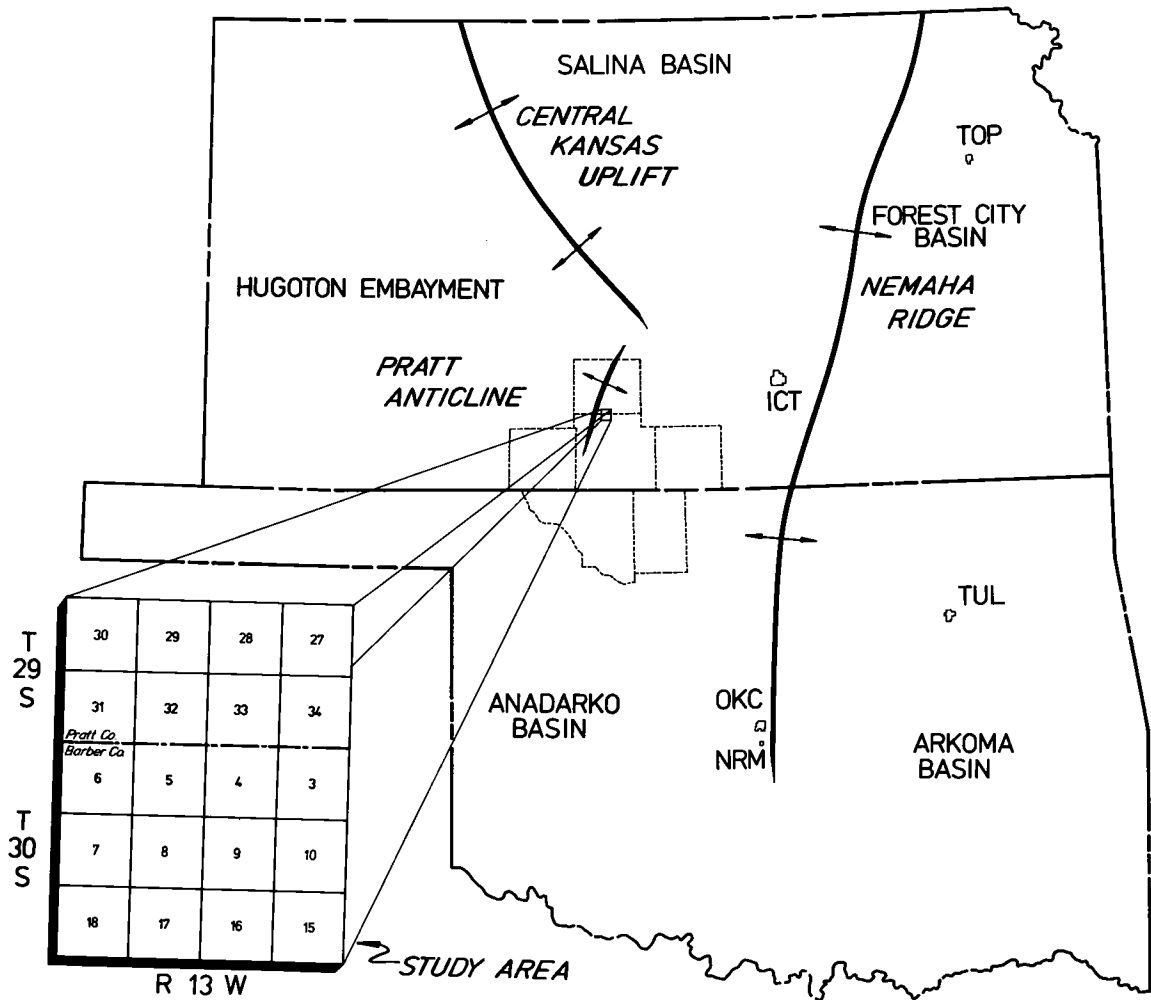 SALINA BASIN
CENTRAL
KANSAS
UPLIFT
TOP
FOREST CITY
BASIN
HUGOTON EMBAYMENT
NEMAHA
RIDGE
PRATT
ANTICLINE
ICT
TUL
ANADARKO
BASIN
OKC
NRM
ARKOMA
BASIN
T
29
S
30 29 28 27
31 32 33 34
Pratt Co.
Barber Co.
6 5 4 3
T
30
S
7 8 9 10
18 17 16 15
STUDY AREA
R 13 W